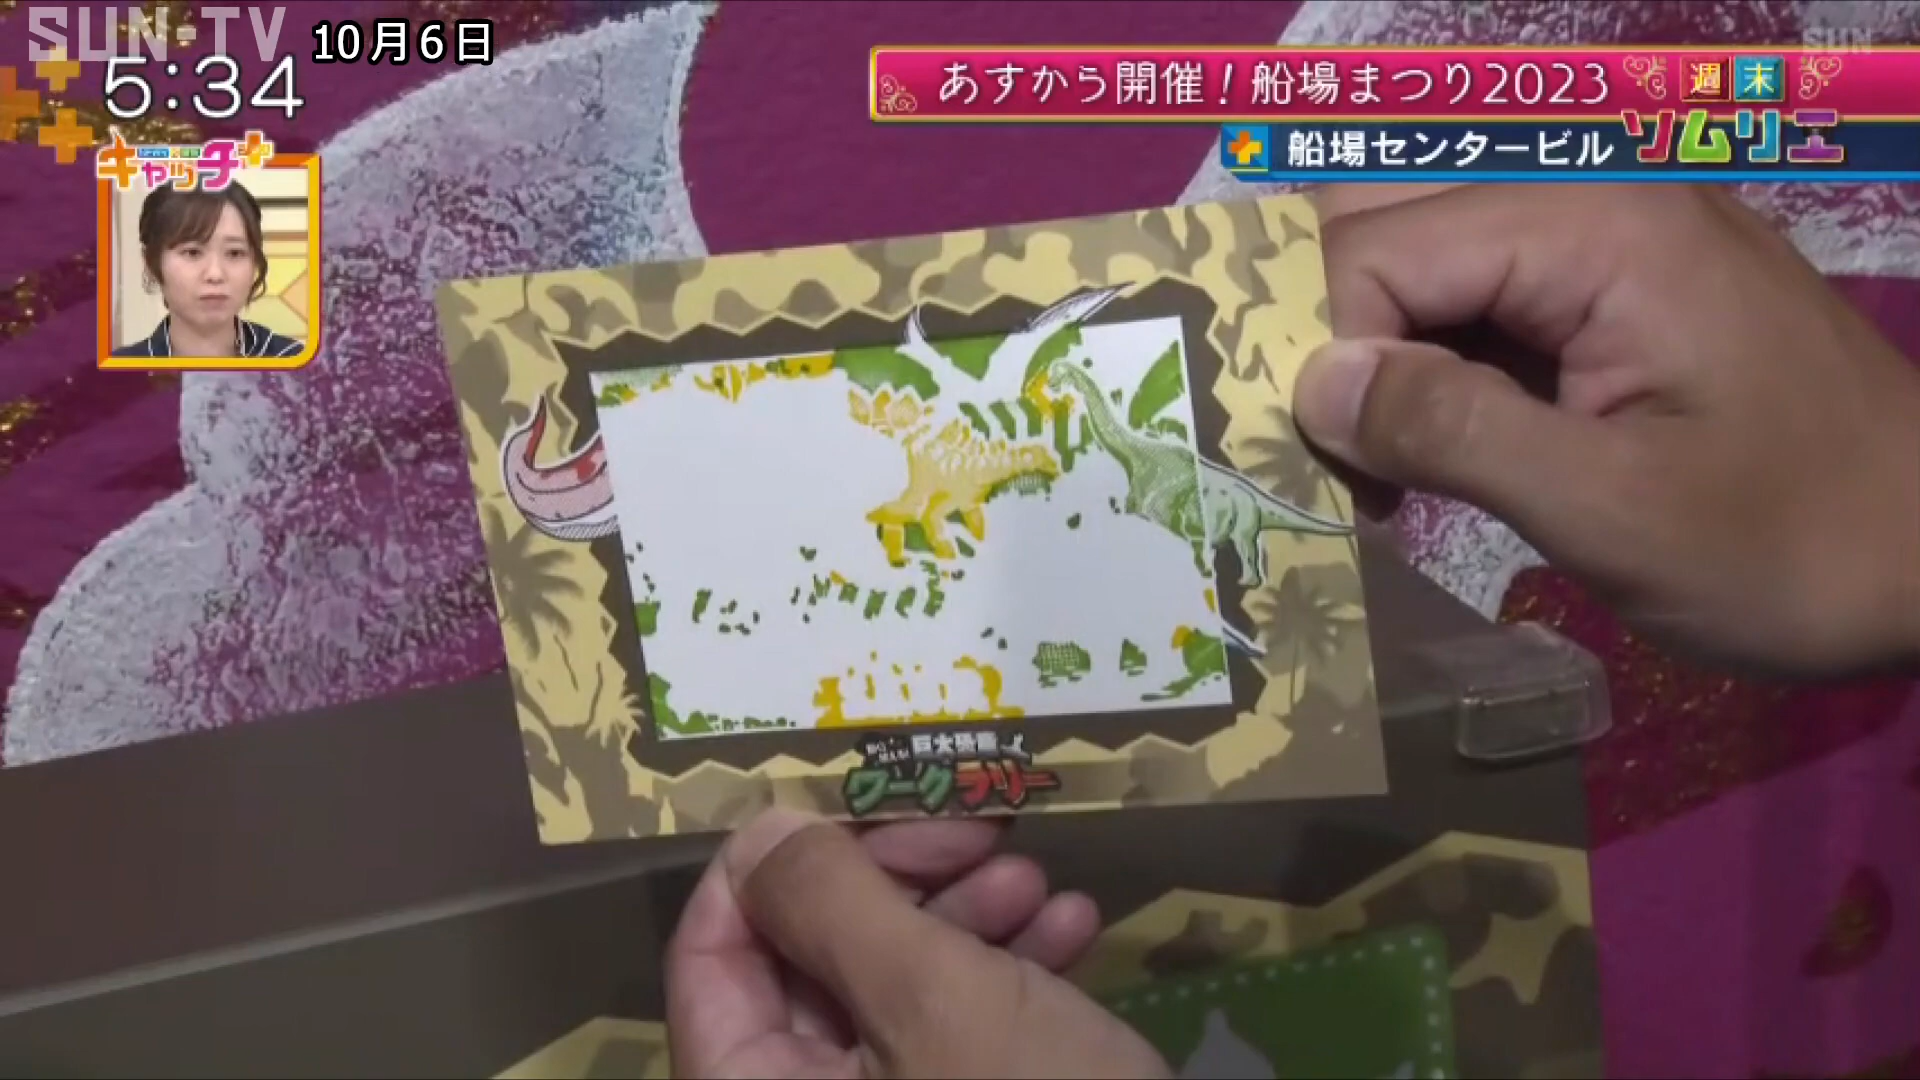 SUN-TV
10月6日
5:34
キャッチ+
あすから開催！船場まつり2023
週末
ソムリエ
船場センタービル
SUN
巨大恐竜
ワークラリー